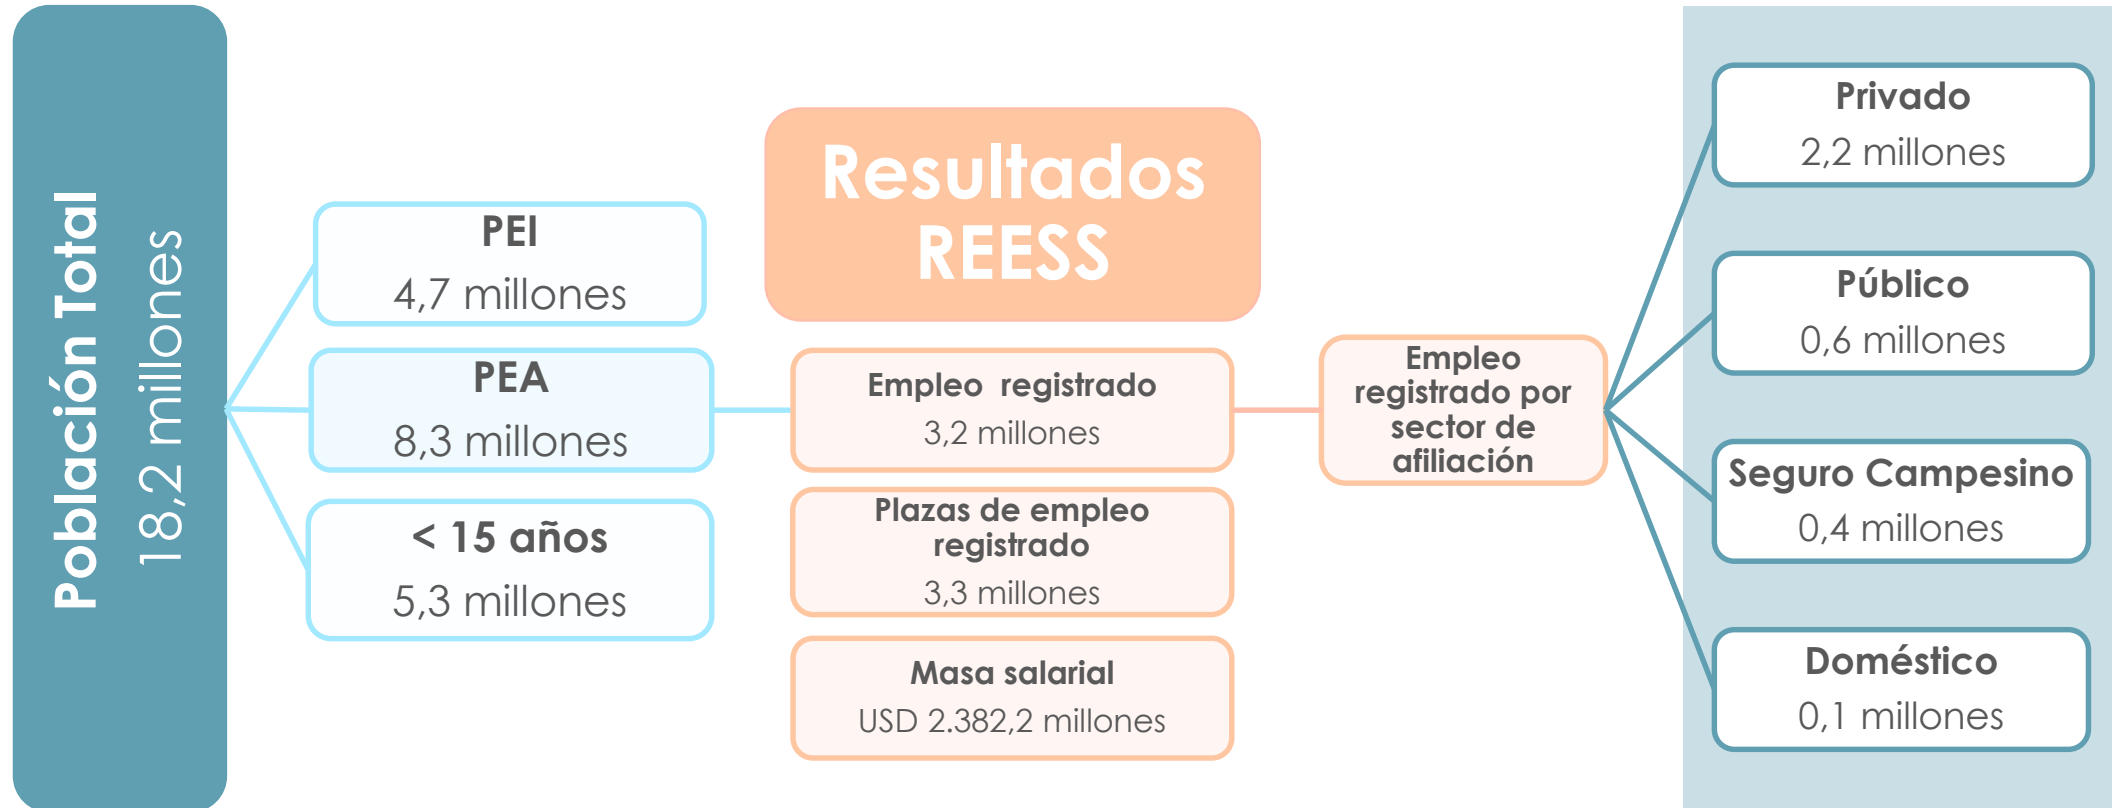 Población Total
18,2 millones
PEI
4,7 millones
PEA
8,3 millones
< 15 años
5,3 millones
Resultados
REESS
Empleo registrado
3,2 millones
Plazas de empleo
registrado
3,3 millones
Masa salarial
USD 2.382,2 millones
Empleo
registrado por
sector de
afiliación
Privado
2,2 millones
Público
0,6 millones
Seguro Campesino
0,4 millones
Doméstico
0,1 millones